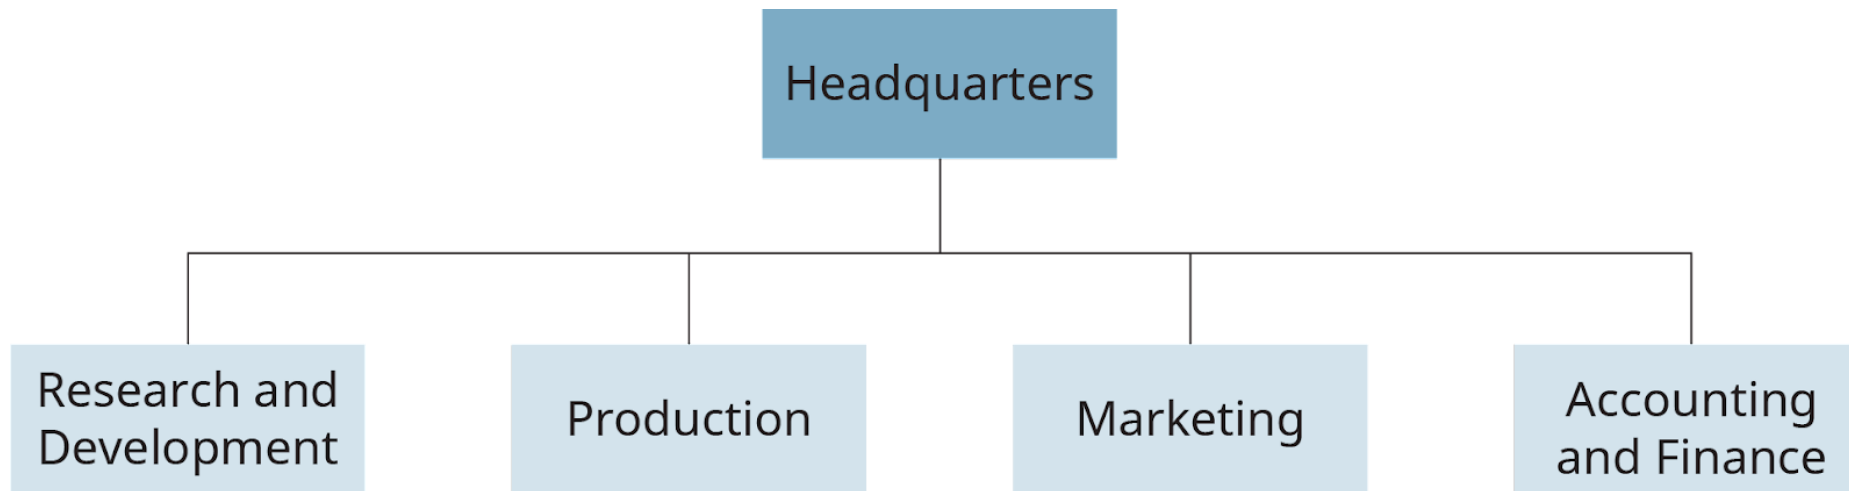 Headquarters
Research and
Development
Production
Marketing
Accounting
and Finance